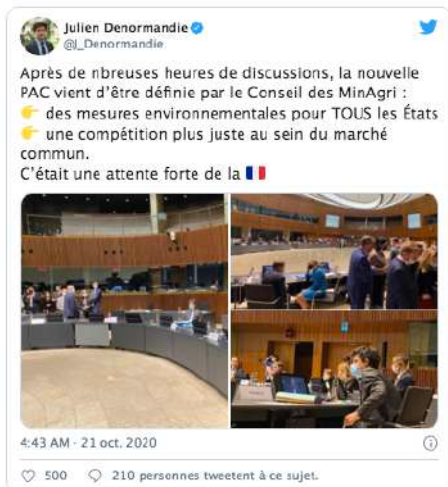 Julien Denormandie
@J_Denormandie
Après de nbreuses heures de discussions, la nouvelle
PAC vient d'être définie par le Conseil des MinAgri :
👉 des mesures environnementales pour TOUS les États
👉 une compétition plus juste au sein du marché
commun.
C'était une attente forte de la 🇫🇷
4:43 AM · 21 oct. 2020
500 210 personnes tweetent à ce sujet.